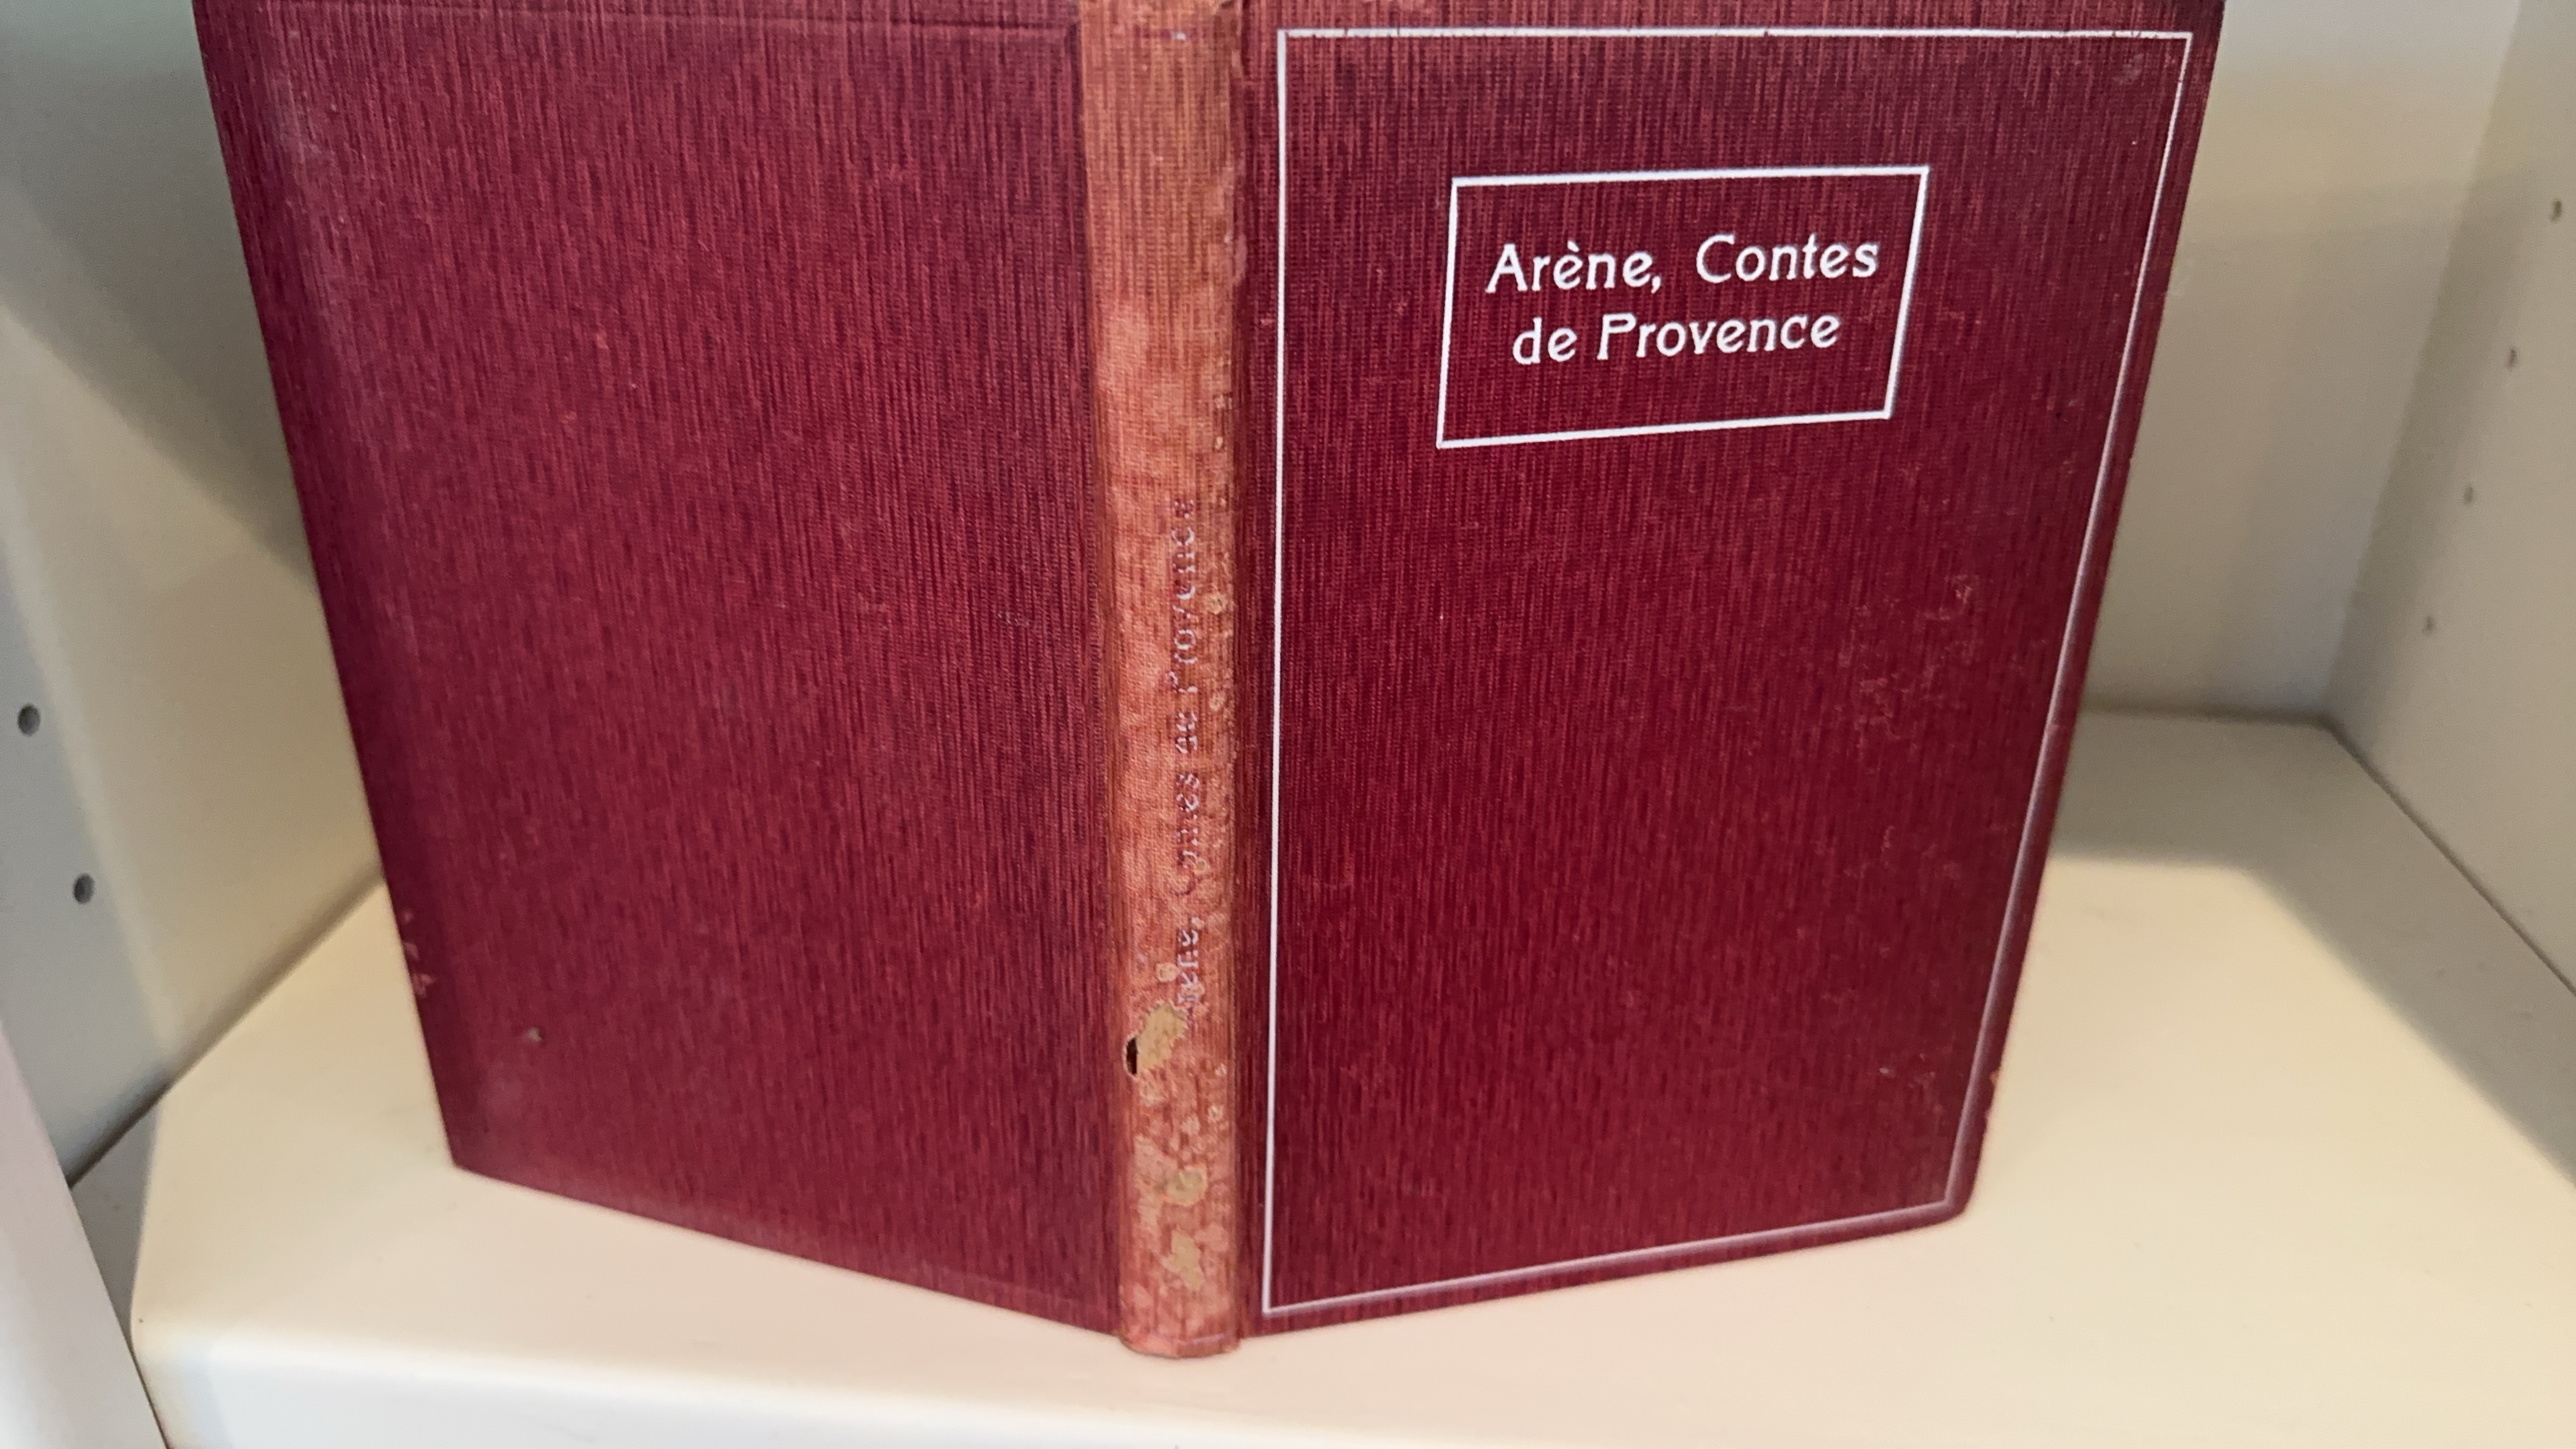 Arène, Contes
de Provence
de Provence